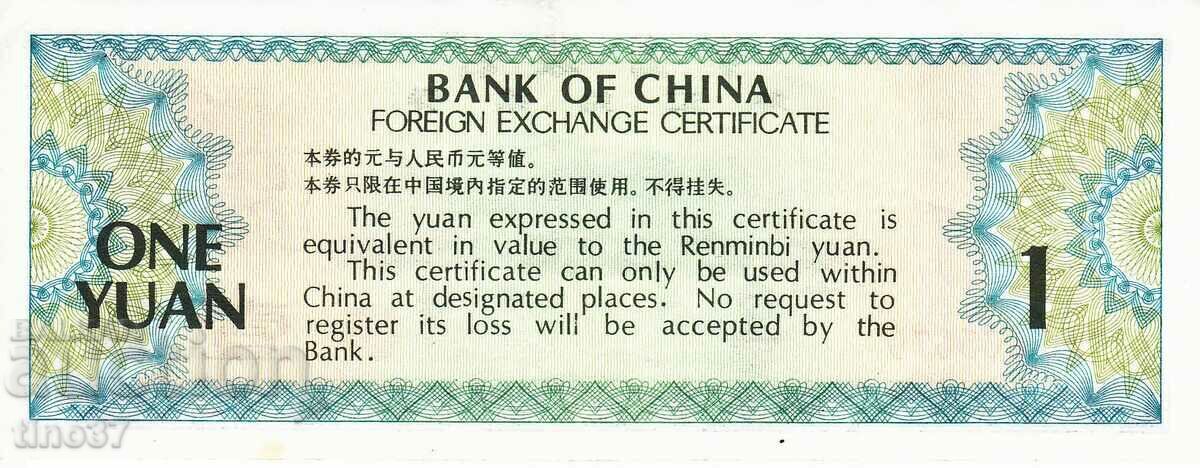 BANK OF CHINA
FOREIGN EXCHANGE CERTIFICATE
本券的元与人民币元等值。
本券只限在中国境内指定的范围使用。不得挂失。
The yuan expressed in this certificate is
equivalent in value to the Renminbi yuan.
This certificate can only be used within
China at designated places. No request to
register its loss will be accepted by the
Bank.
ONE
YUAN
1
auction
tino37